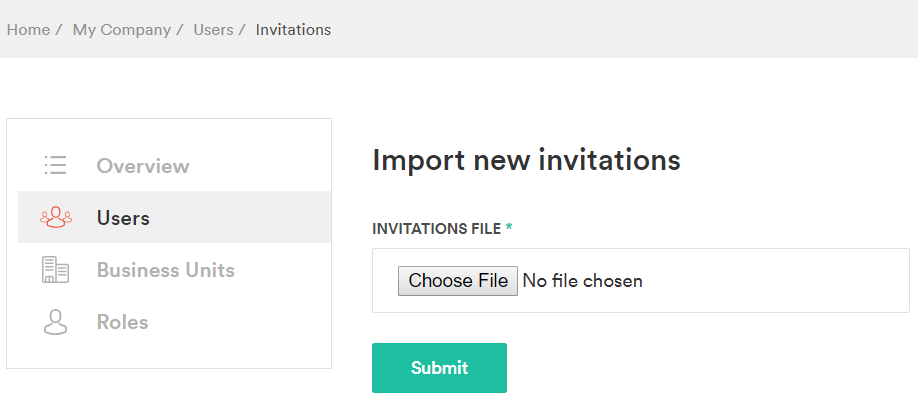 Home / My Company / Users / Invitations
Overview
Users
Business Units
Roles
Import new invitations
INVITATIONS FILE *
Choose File No file chosen
Submit